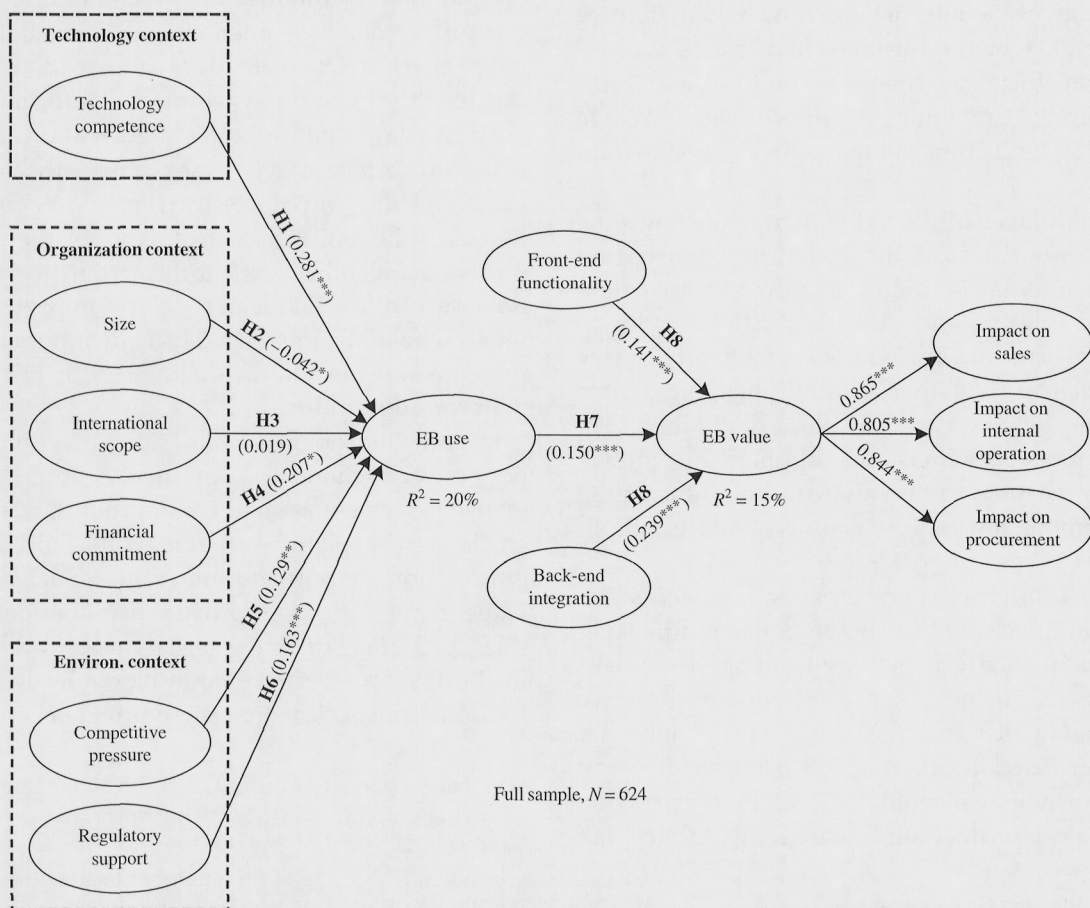 Technology context
Technology
competence
H1 (0.281***)
Organization context
Size
H2 (−0.042*)
International
scope
H3
(0.019)
Financial
commitment
H4 (0.207*)
Environ. context
Competitive
pressure
H5 (0.129**)
Regulatory
support
H6 (0.163***)
EB use
R² = 20%
H7
(0.150***)
Front-end
functionality
H8
(0.141***)
Back-end
integration
H8
(0.239***)
EB value
R² = 15%
0.865***
Impact on
sales
0.805***
Impact on
internal
operation
0.844***
Impact on
procurement
Full sample, N = 624